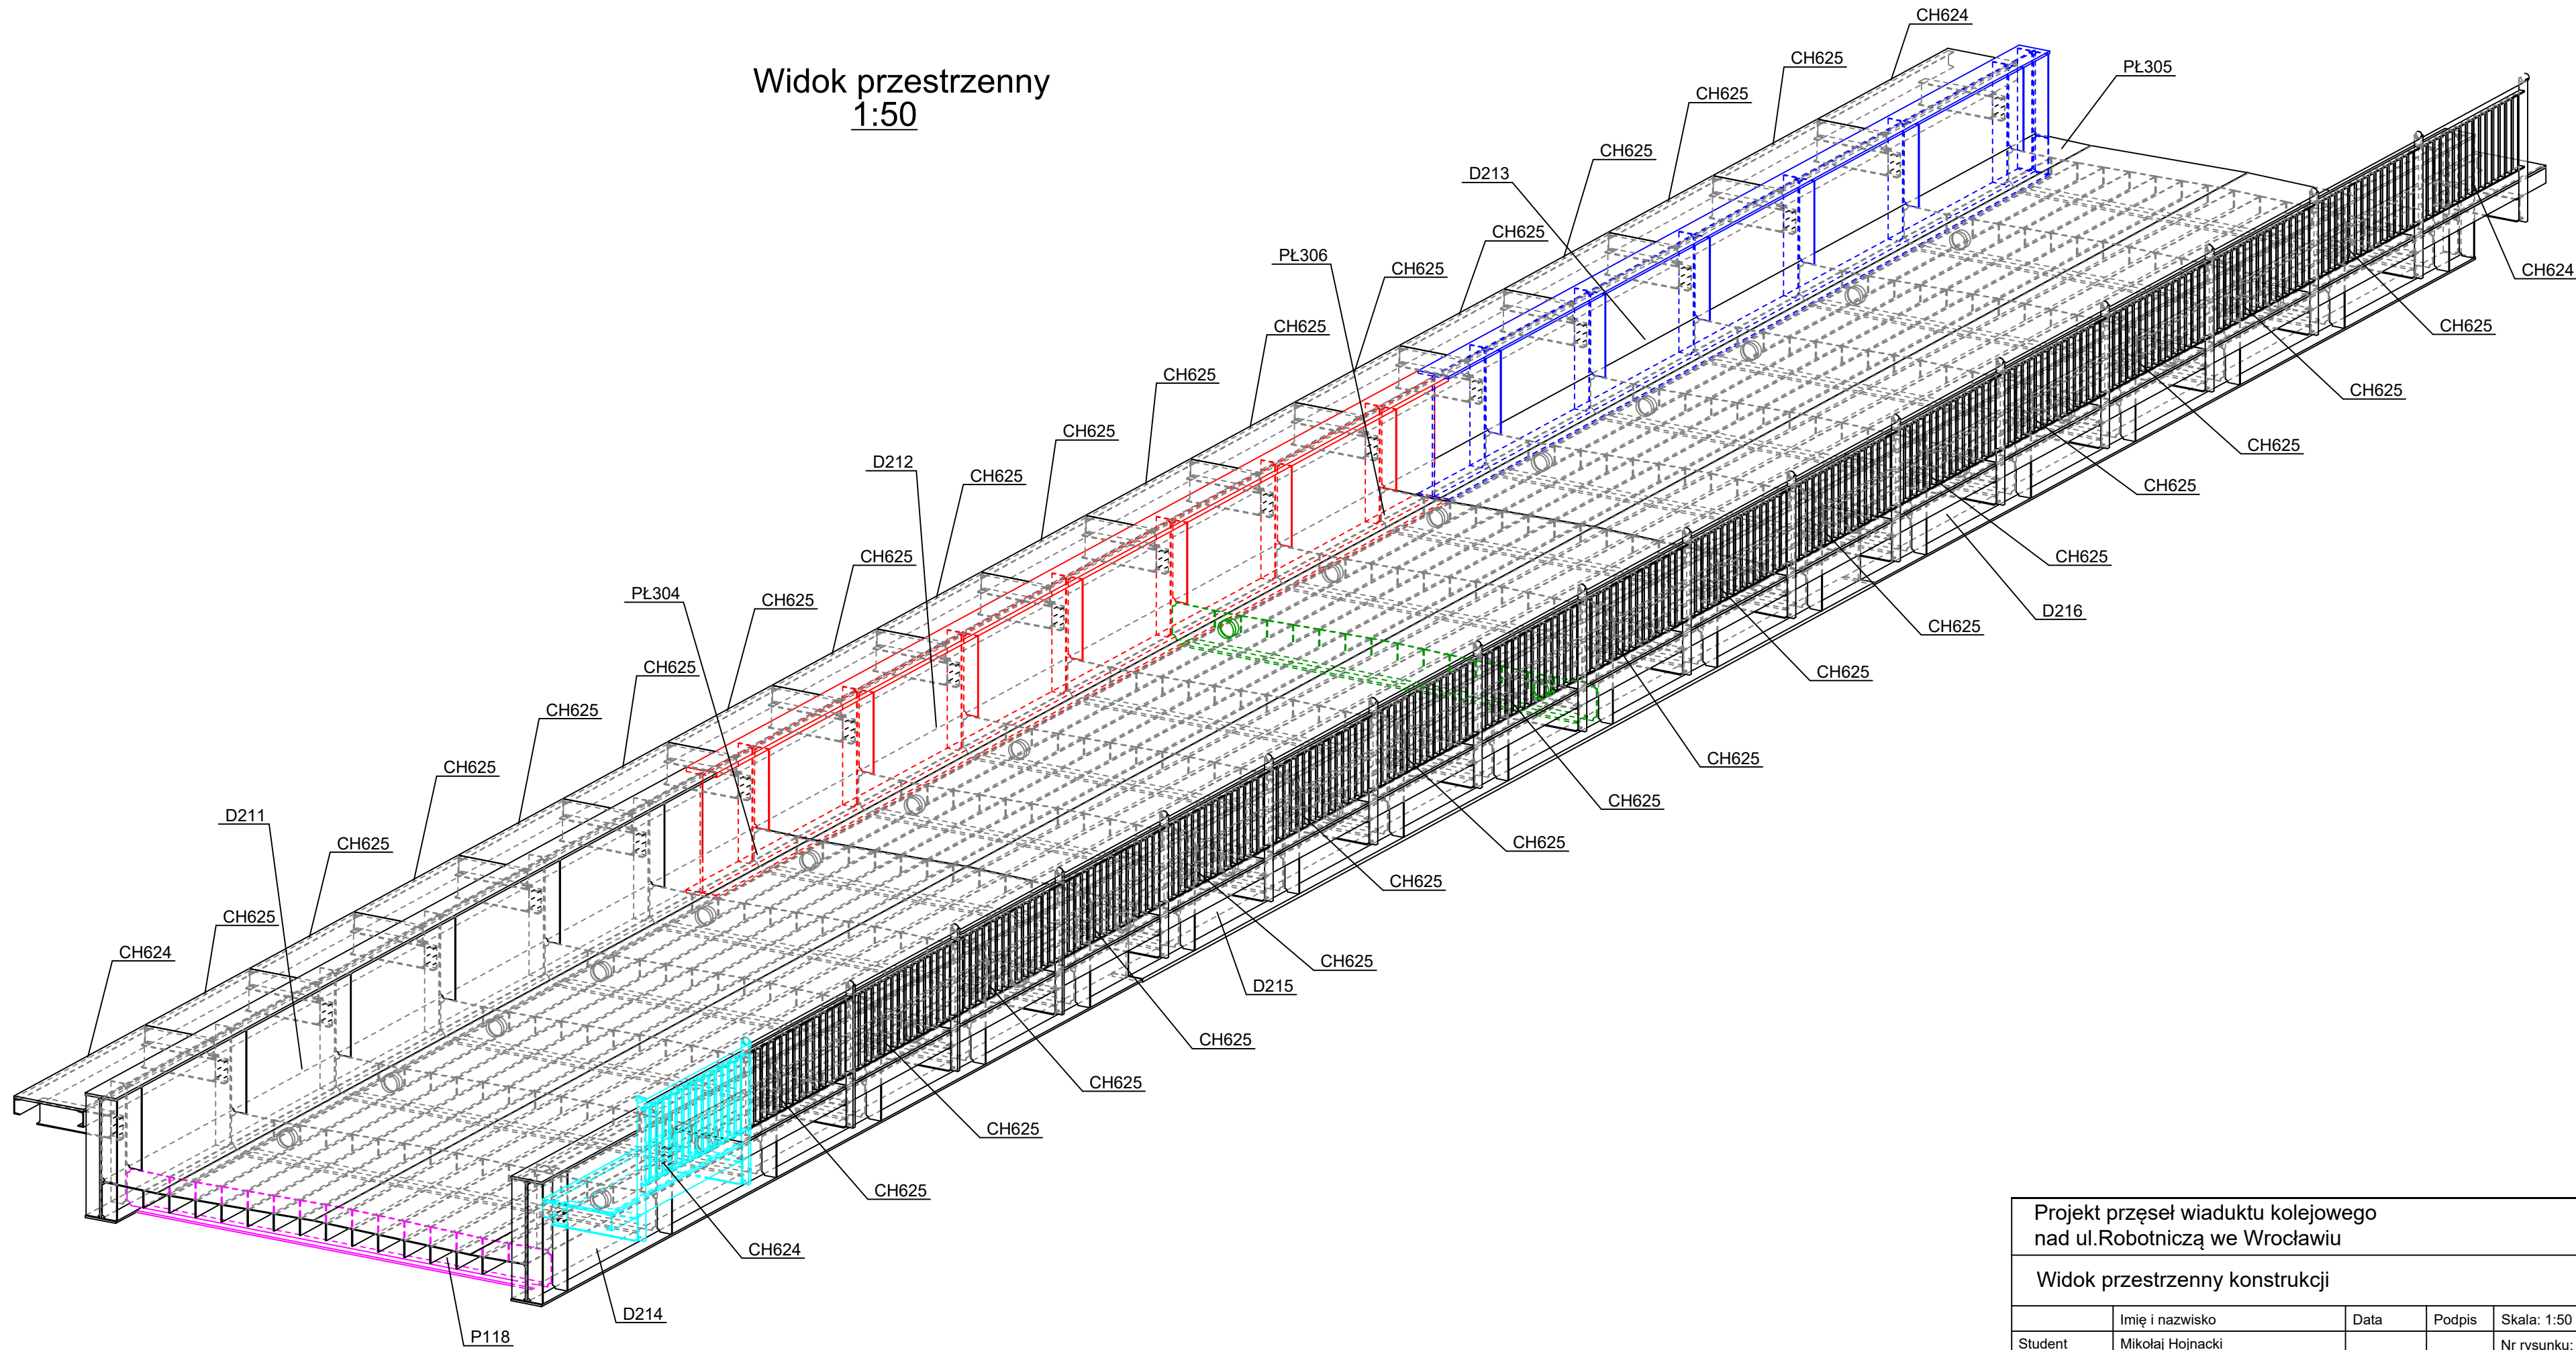 CH624
CH625
PŁ305
Widok przestrzenny
CH625
1:50
CH625
D213
CH625
PŁ306
CH625
CH624
CH625
CH625
CH625
CH625
CH625
CH625
D212
CH625
CH625
CH625
CH625
PŁ304
CH625
D216
CH625
CH625
CH625
CH625
CH625
CH625
CH625
D211
CH625
CH625
CH625
CH625
CH624
CH625
D215
CH625
CH625
CH625
CH625
CH624
D214
P118
Projekt przęseł wiaduktu kolejowego
nad ul.Robotniczą we Wrocławiu
Widok przestrzenny konstrukcji
Imię i nazwisko Data Podpis Skala: 1:50
Student Mikołaj Hojnacki Nr rysunku: